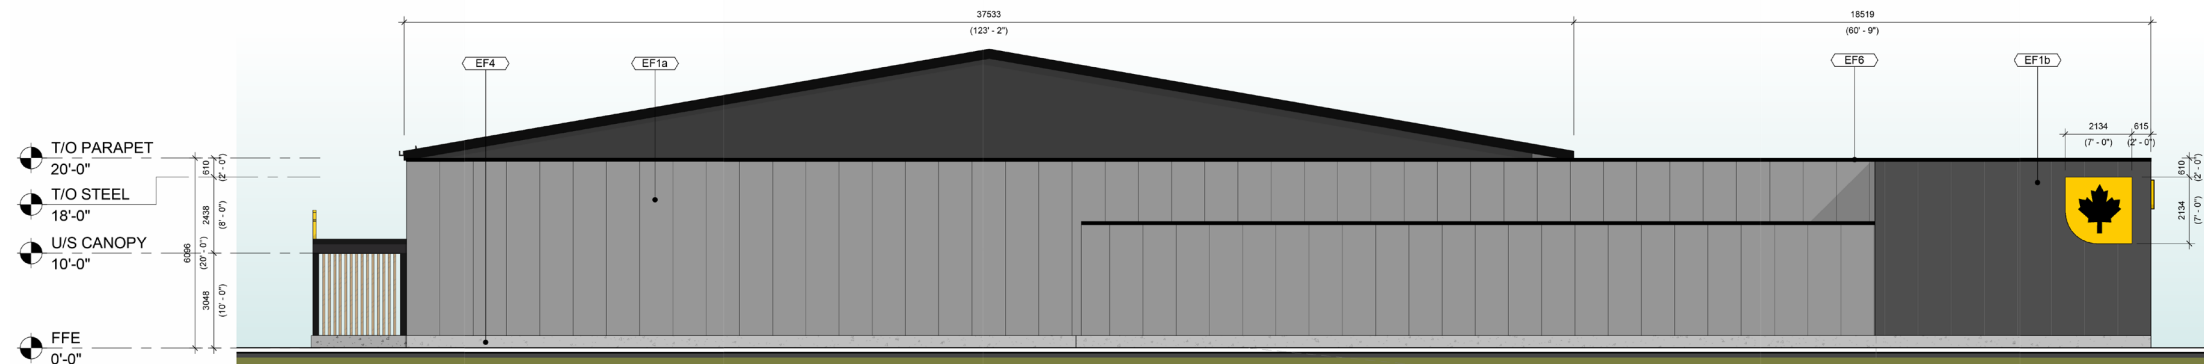 37533
(123' - 2")
18519
(60' - 9")
EF4
EF1a
EF6
EF1b
2134
(7' - 0")
615
(2' - 0")
T/O PARAPET
20'-0"
T/O STEEL
18'-0"
U/S CANOPY
10'-0"
FFE
0'-0"
6096
(20' - 0")
610
(2' - 0")
2438
(8' - 0")
3048
(10' - 0")
610
(2' - 0")
2134
(7' - 0")